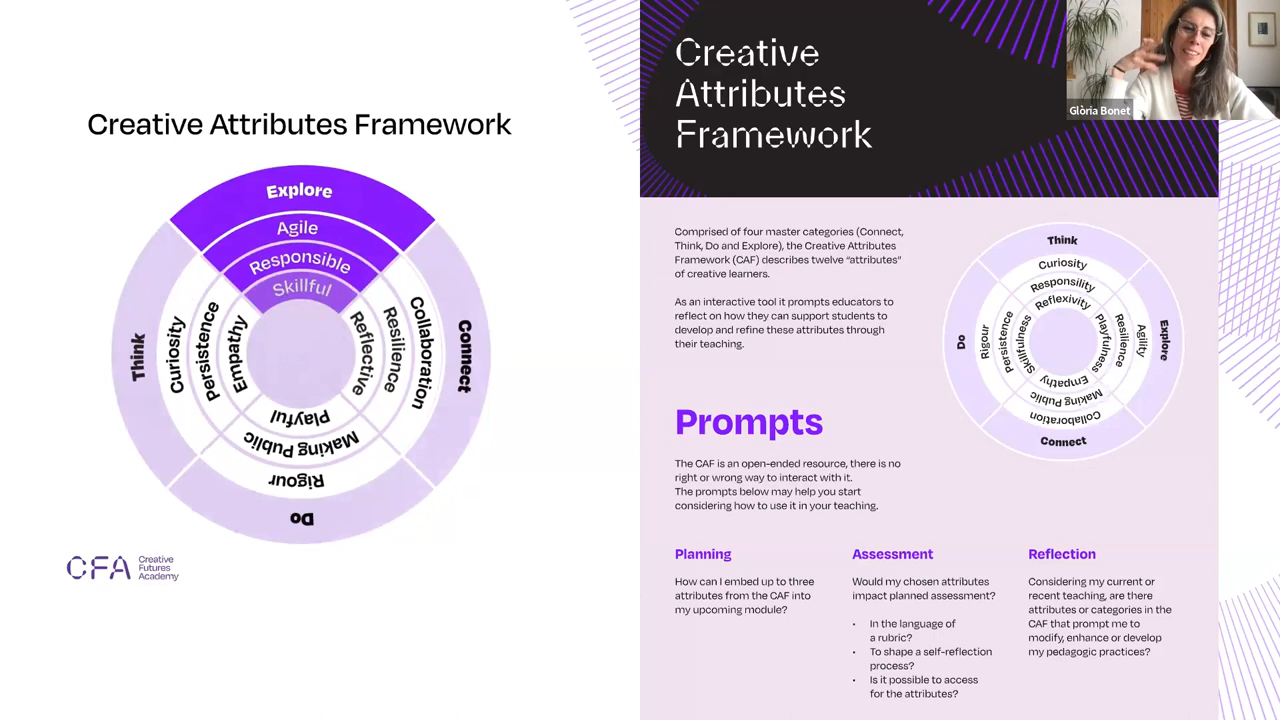 Creative Attributes Framework
Explore
Agile
Responsible
Skillful
Think
Curiosity
Persistence
Empathy
Reflective
Resilience
Collaboration
Connect
Playful
Making Public
Rigour
Do
CFA
Creative
Futures
Academy
Creative
Attributes
Framework
Glòria Bonet
Comprised of four master categories (Connect,
Think, Do and Explore), the Creative Attributes
Framework (CAF) describes twelve “attributes”
of creative learners.
As an interactive tool it prompts educators to
reflect on how they can support students to
develop and refine these attributes through
their teaching.
Think
Curiosity
Responsility
Reflexivity
Do
Rigour
Persistence
Skillfulness
Playfulness
Resilience
Agility
Explore
Empathy
Making Public
Collaboration
Connect
Prompts
The CAF is an open-ended resource, there is no
right or wrong way to interact with it.
The prompts below may help you start
considering how to use it in your teaching.
Planning
How can I embed up to three
attributes from the CAF into
my upcoming module?
Assessment
Would my chosen attributes
impact planned assessment?
• In the language of
a rubric?
• To shape a self-reflection
process?
• Is it possible to access
for the attributes?
Reflection
Considering my current or
recent teaching, are there
attributes or categories in the
CAF that prompt me to
modify, enhance or develop
my pedagogic practices?